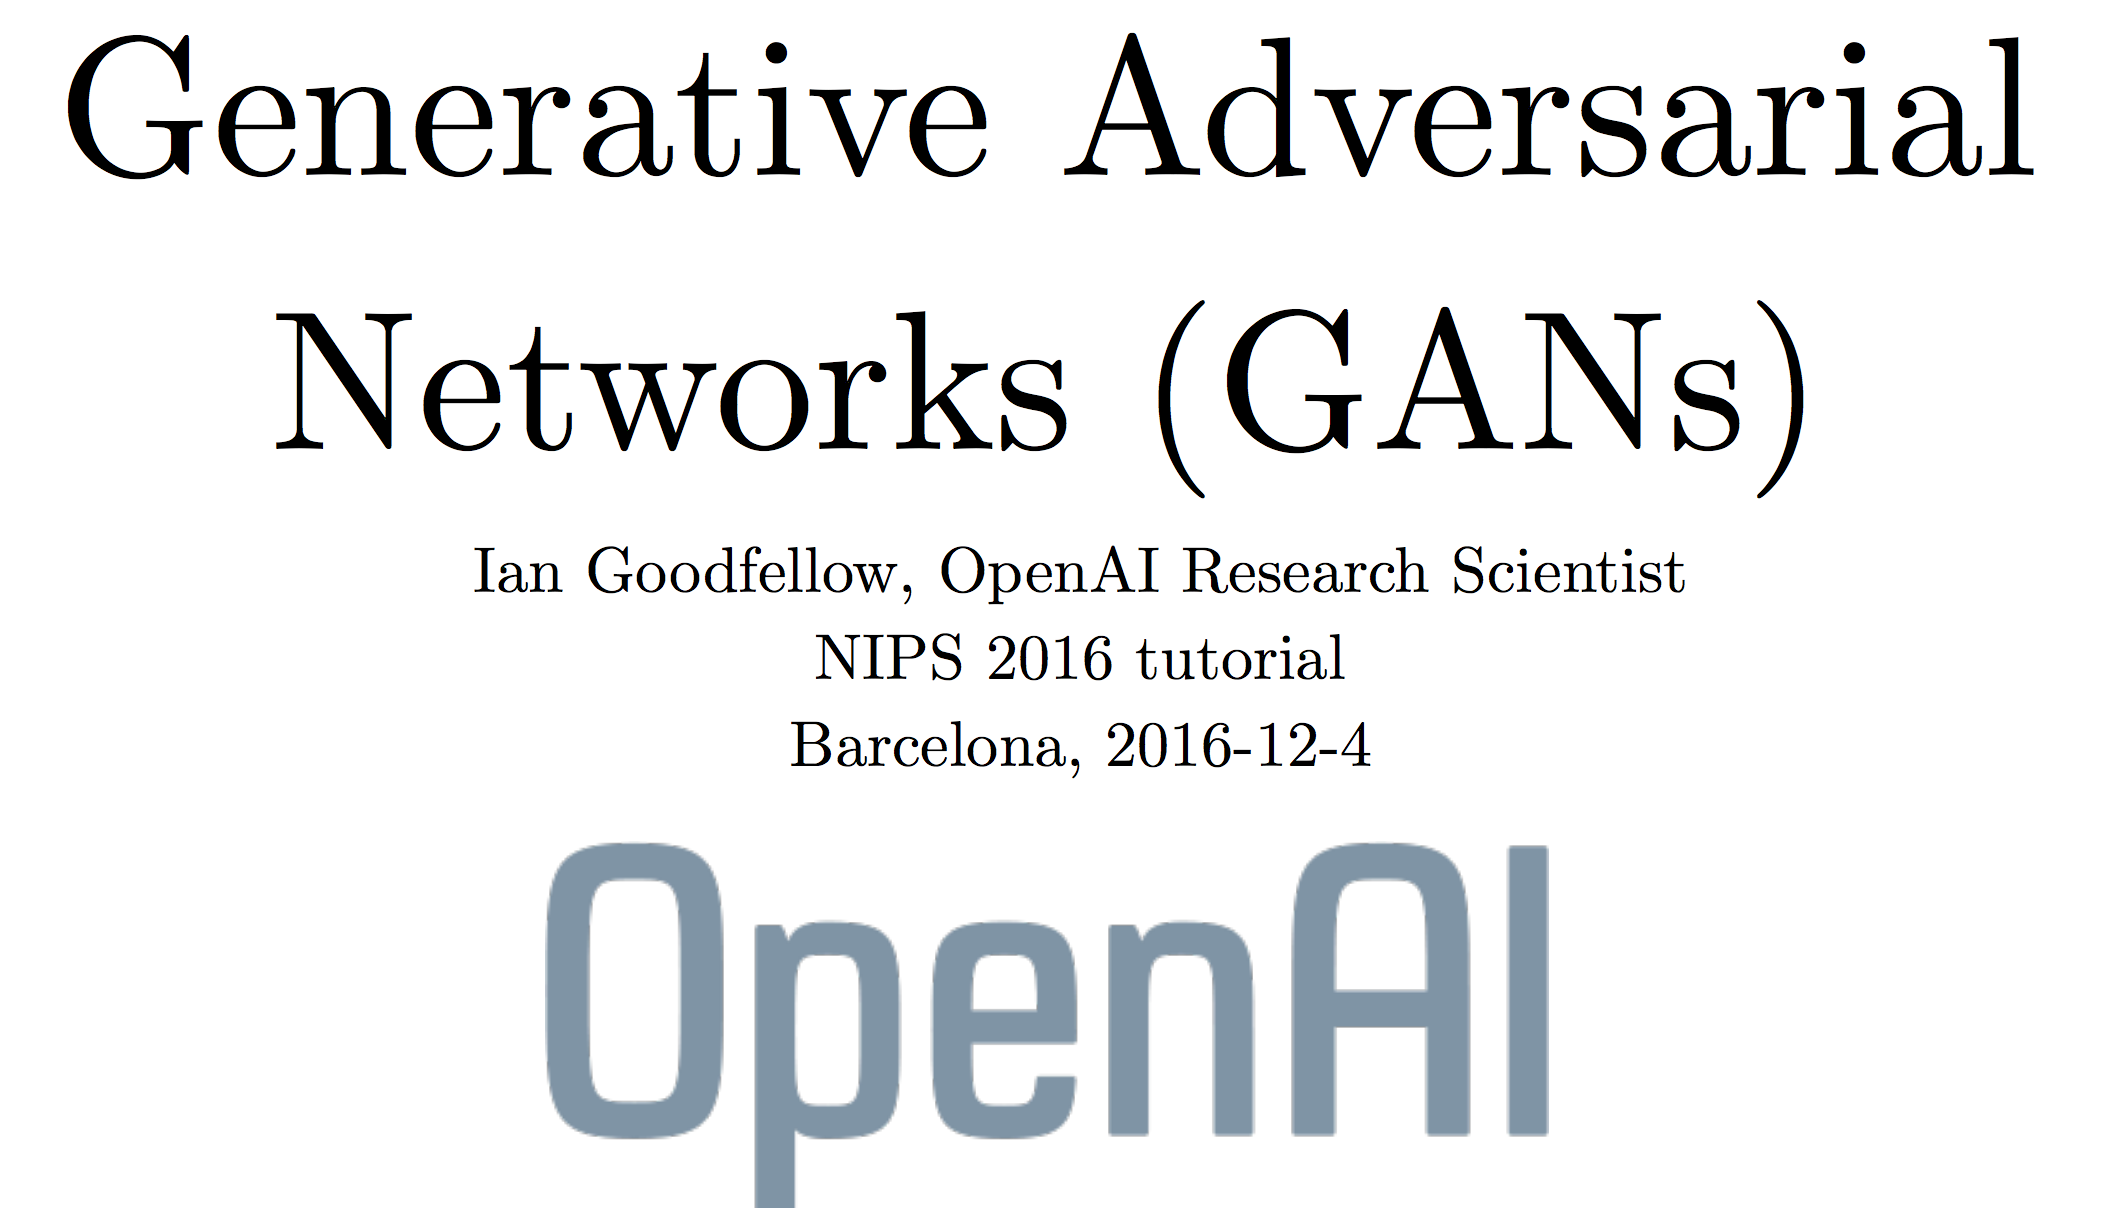 Generative Adversarial
Networks (GANs)
Ian Goodfellow, OpenAI Research Scientist
NIPS 2016 tutorial
Barcelona, 2016-12-4
OpenAI